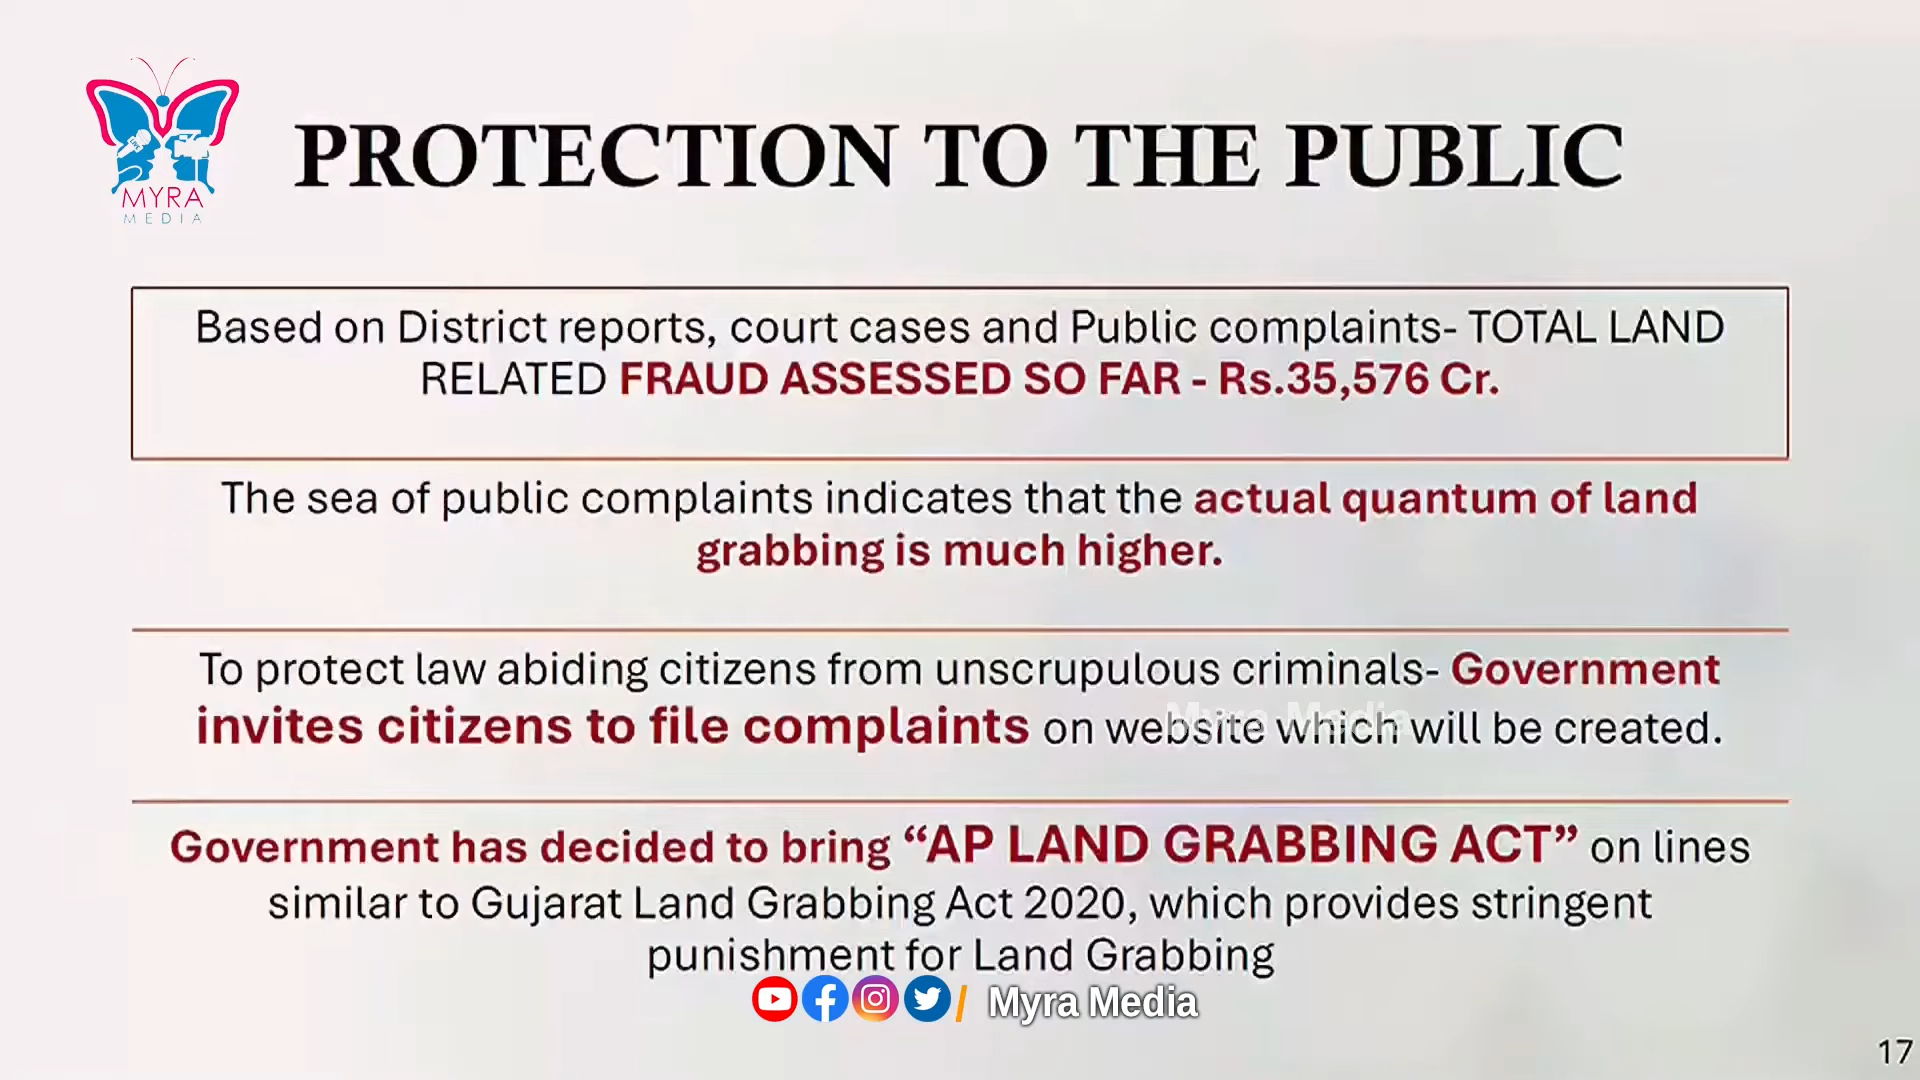 MYRA
MEDIA
PROTECTION TO THE PUBLIC
Based on District reports, court cases and Public complaints- TOTAL LAND
RELATED FRAUD ASSESSED SO FAR - Rs.35,576 Cr.
The sea of public complaints indicates that the actual quantum of land
grabbing is much higher.
To protect law abiding citizens from unscrupulous criminals- Government
invites citizens to file complaints on website which will be created.
Myra Media
Government has decided to bring “AP LAND GRABBING ACT” on lines
similar to Gujarat Land Grabbing Act 2020, which provides stringent
punishment for Land Grabbing
/ Myra Media
17